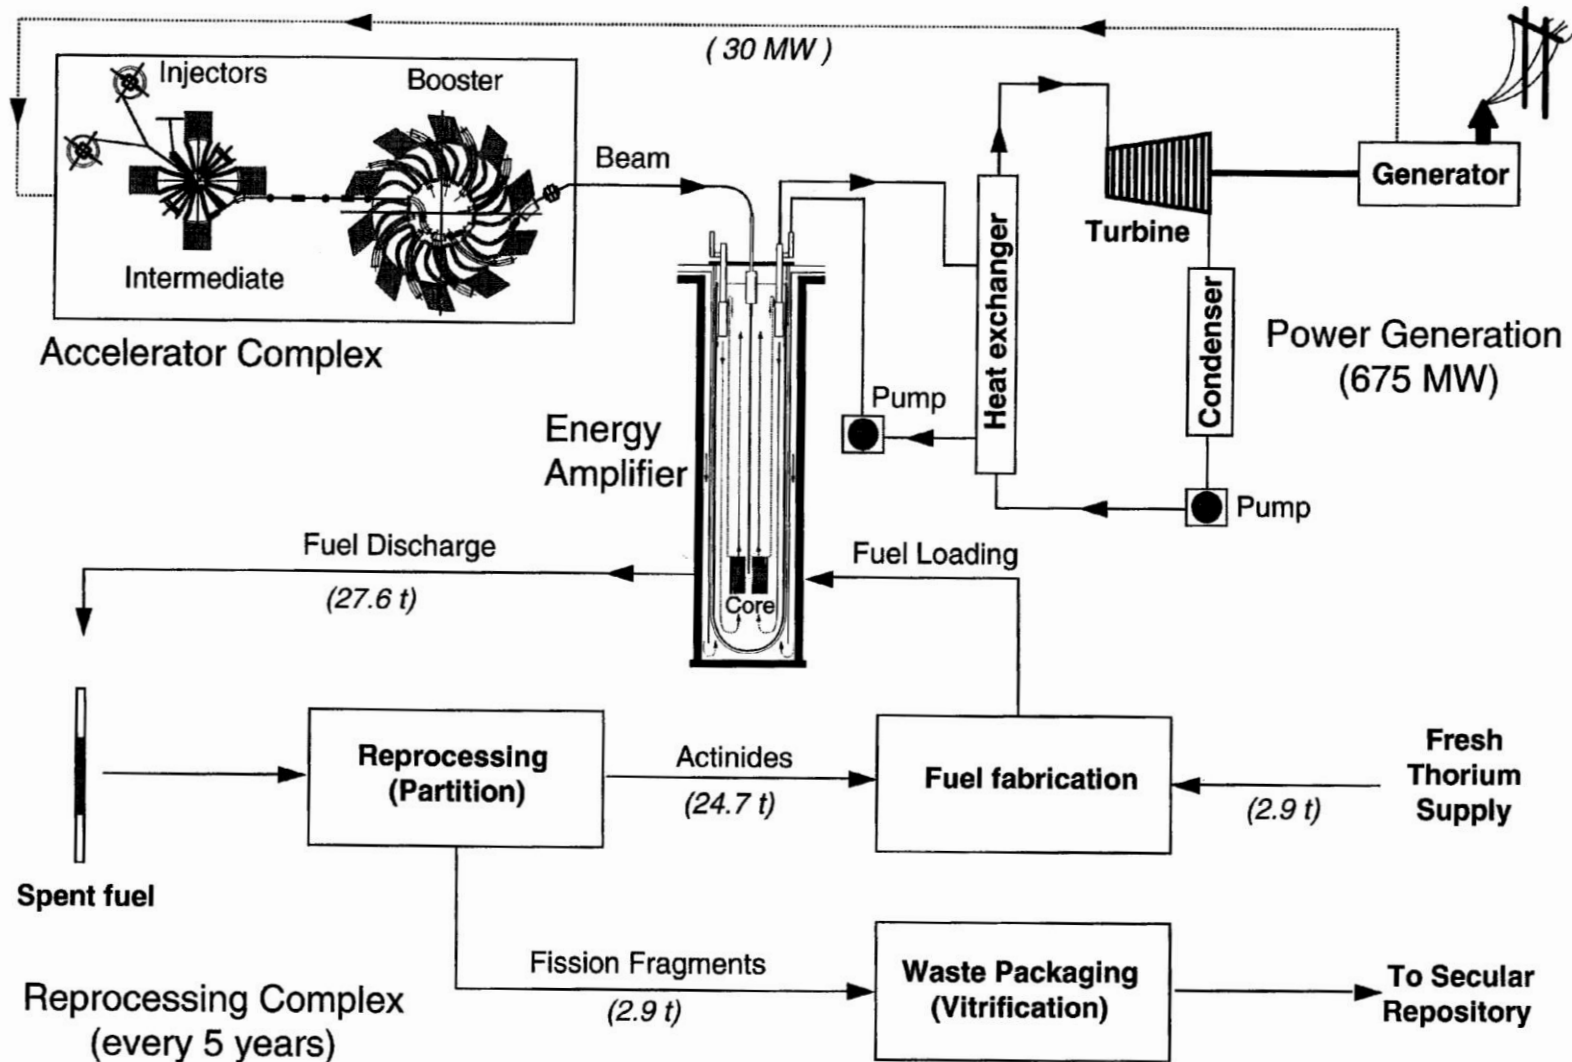 ( 30 MW )
Injectors
Booster
Intermediate
Accelerator Complex
Beam
Heat exchanger
Turbine
Generator
Condenser
Power Generation
(675 MW)
Pump
Pump
Energy
Amplifier
Core
Fuel Discharge
(27.6 t)
Fuel Loading
Spent fuel
Reprocessing
(Partition)
Actinides
(24.7 t)
Fuel fabrication
(2.9 t)
Fresh
Thorium
Supply
Fission Fragments
(2.9 t)
Waste Packaging
(Vitrification)
To Secular
Repository
Reprocessing Complex
(every 5 years)